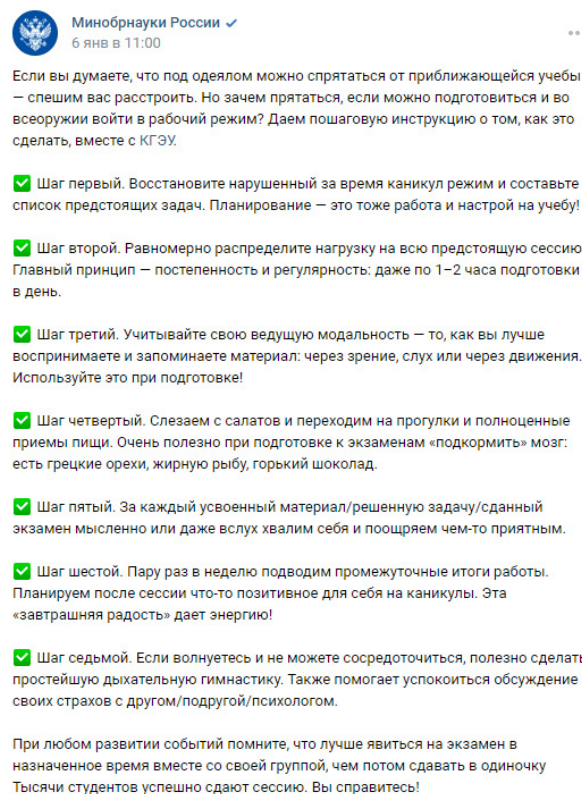 Минобрнауки России
6 янв в 11:00
Если вы думаете, что под одеялом можно спрятаться от приближающейся учебы
— спешим вас расстроить. Но зачем прятаться, если можно подготовиться и во
всеоружии войти в рабочий режим? Даем пошаговую инструкцию о том, как это
сделать, вместе с КГЭУ.
✅ Шаг первый. Восстановите нарушенный за время каникул режим и составьте
список предстоящих задач. Планирование — это тоже работа и настрой на учебу!
✅ Шаг второй. Равномерно распределите нагрузку на всю предстоящую сессию
Главный принцип — постепенность и регулярность: даже по 1–2 часа подготовки
в день.
✅ Шаг третий. Учитывайте свою ведущую модальность — то, как вы лучше
воспринимаете и запоминаете материал: через зрение, слух или через движения.
Используйте это при подготовке!
✅ Шаг четвертый. Слезаем с салатов и переходим на прогулки и полноценные
приемы пищи. Очень полезно при подготовке к экзаменам «подкормить» мозг:
есть грецкие орехи, жирную рыбу, горький шоколад.
✅ Шаг пятый. За каждый усвоенный материал/решенную задачу/сданный
экзамен мысленно или даже вслух хвалим себя и поощряем чем-то приятным.
✅ Шаг шестой. Пару раз в неделю подводим промежуточные итоги работы.
Планируем после сессии что-то позитивное для себя на каникулы. Эта
«завтрашняя радость» дает энергию!
✅ Шаг седьмой. Если волнуетесь и не можете сосредоточиться, полезно сделать
простейшую дыхательную гимнастику. Также помогает успокоиться обсуждение
своих страхов с другом/подругой/психологом.
При любом развитии событий помните, что лучше явиться на экзамен в
назначенное время вместе со своей группой, чем потом сдавать в одиночку
Тысячи студентов успешно сдают сессию. Вы справитесь!